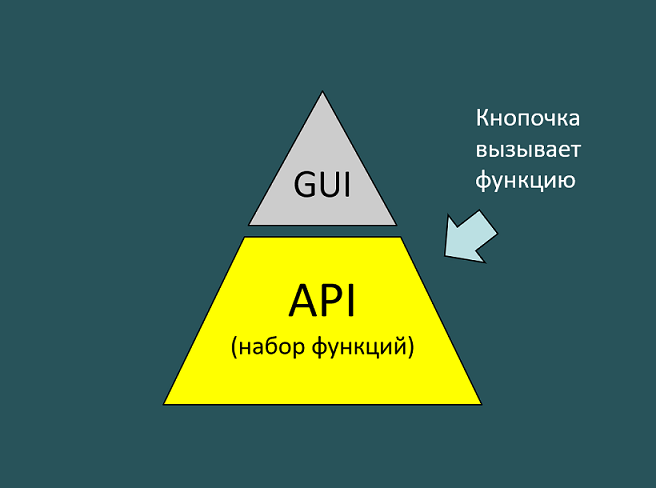 GUI
Кнопочка
вызывает
функцию
API
(набор функций)